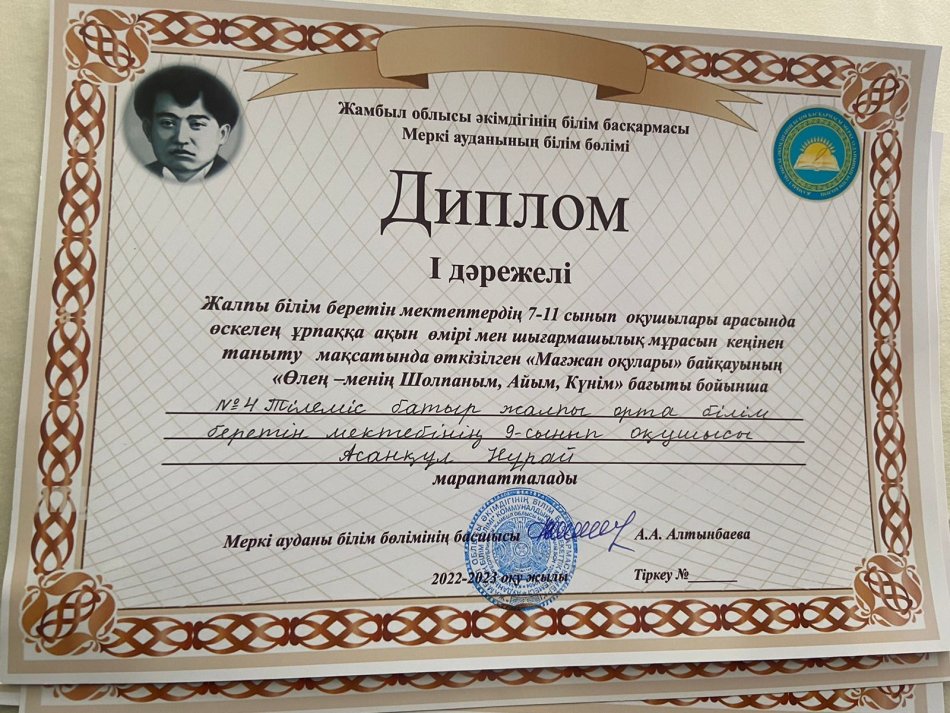 Жамбыл облысы әкімдігінің білім басқармасы
Меркі ауданының білім бөлімі
Диплом
І дәрежелі
Жалпы білім беретін мектептердің 7-11 сынып оқушылары арасында
өскелең ұрпаққа ақын өмірі мен шығармашылық мұрасын кеңінен
таныту мақсатында өткізілген «Мағжан оқулары» байқауының
«Өлең –менің Шолпаным, Айым, Күнім» бағыты бойынша
№4 Тілеміс батыр жалпы орта білім
беретін мектебінің 9-сынып оқушысы
Асанқұл Нұрай
марапатталады
Меркі ауданы білім бөлімінің басшысы А.А. Алтынбаева
2022-2023 оқу жылы Тіркеу №______